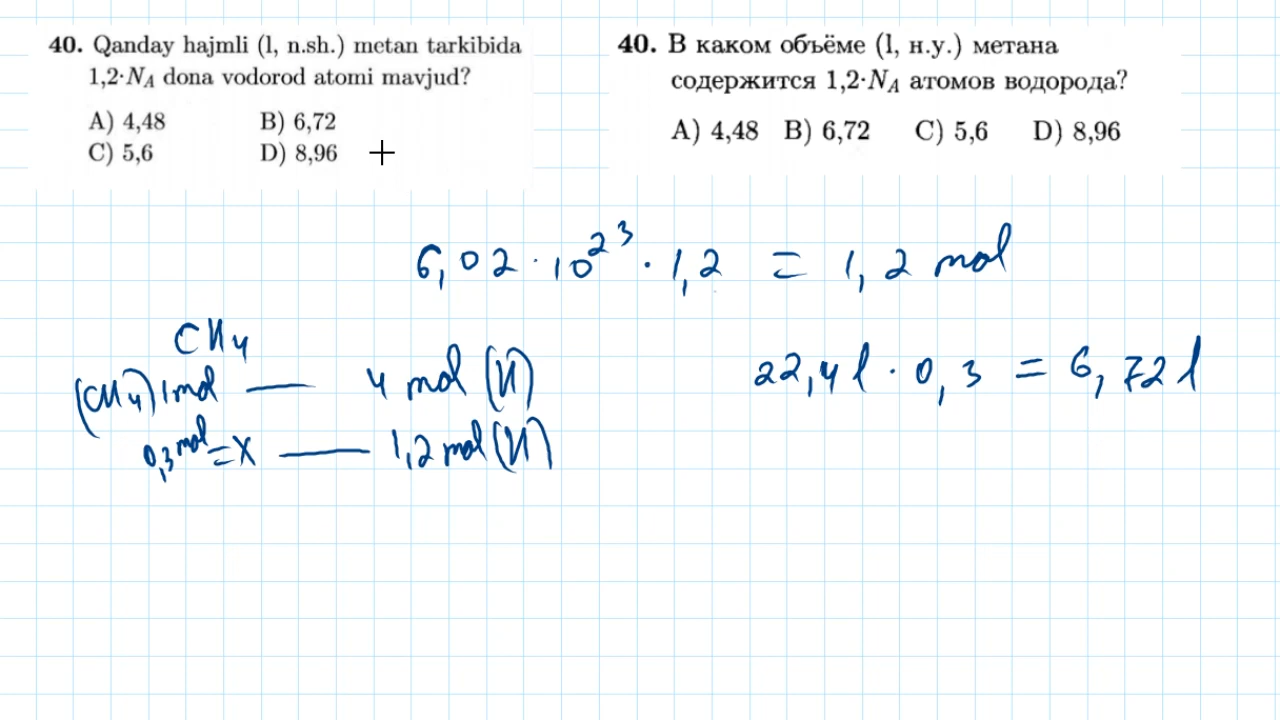 40. Qanday hajmli (l, n.sh.) metan tarkibida
1,2·N_A dona vodorod atomi mavjud?
A) 4,48 B) 6,72
C) 5,6 D) 8,96
40. В каком объёме (l, н.у.) метана
содержится 1,2·N_A атомов водорода?
A) 4,48 B) 6,72 C) 5,6 D) 8,96
6,02 · 10²³ · 1,2 = 1,2 mol
CH₄
(CH₄) 1 mol — 4 mol (H)
0,3 mol = X — 1,2 mol (H)
22,4 l · 0,3 = 6,72 l